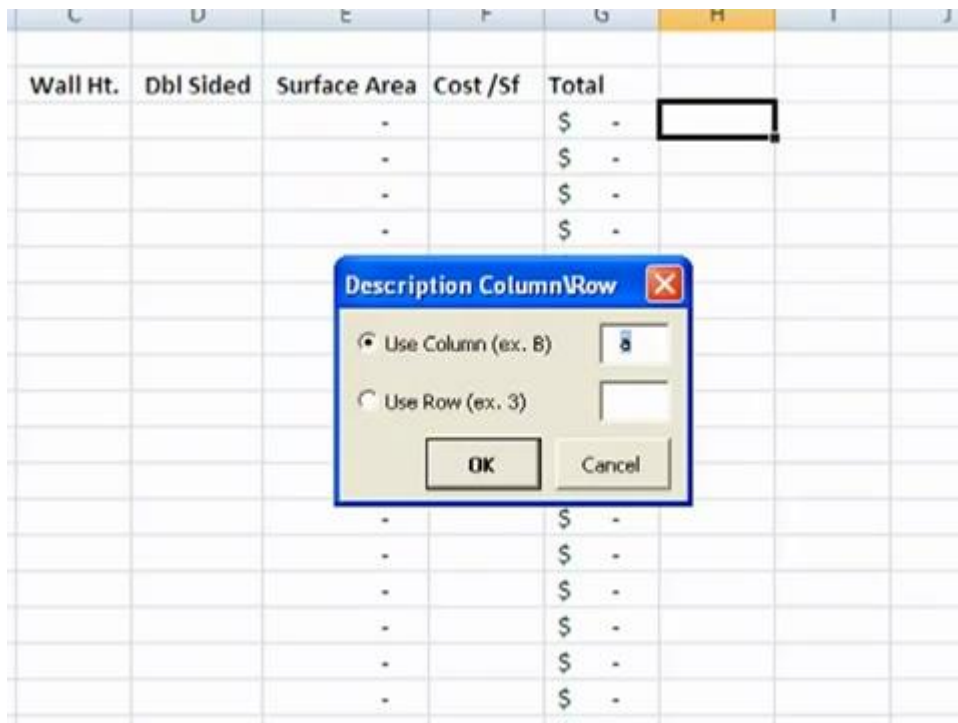 C D E F G H I J
Wall Ht. Dbl Sided Surface Area Cost /Sf Total
- $ -
- $ -
- $ -
- $ -
Description Column\Row
Use Column (ex. B) a
Use Row (ex. 3)
OK Cancel
- $ -
- $ -
- $ -
- $ -
- $ -
- $ -